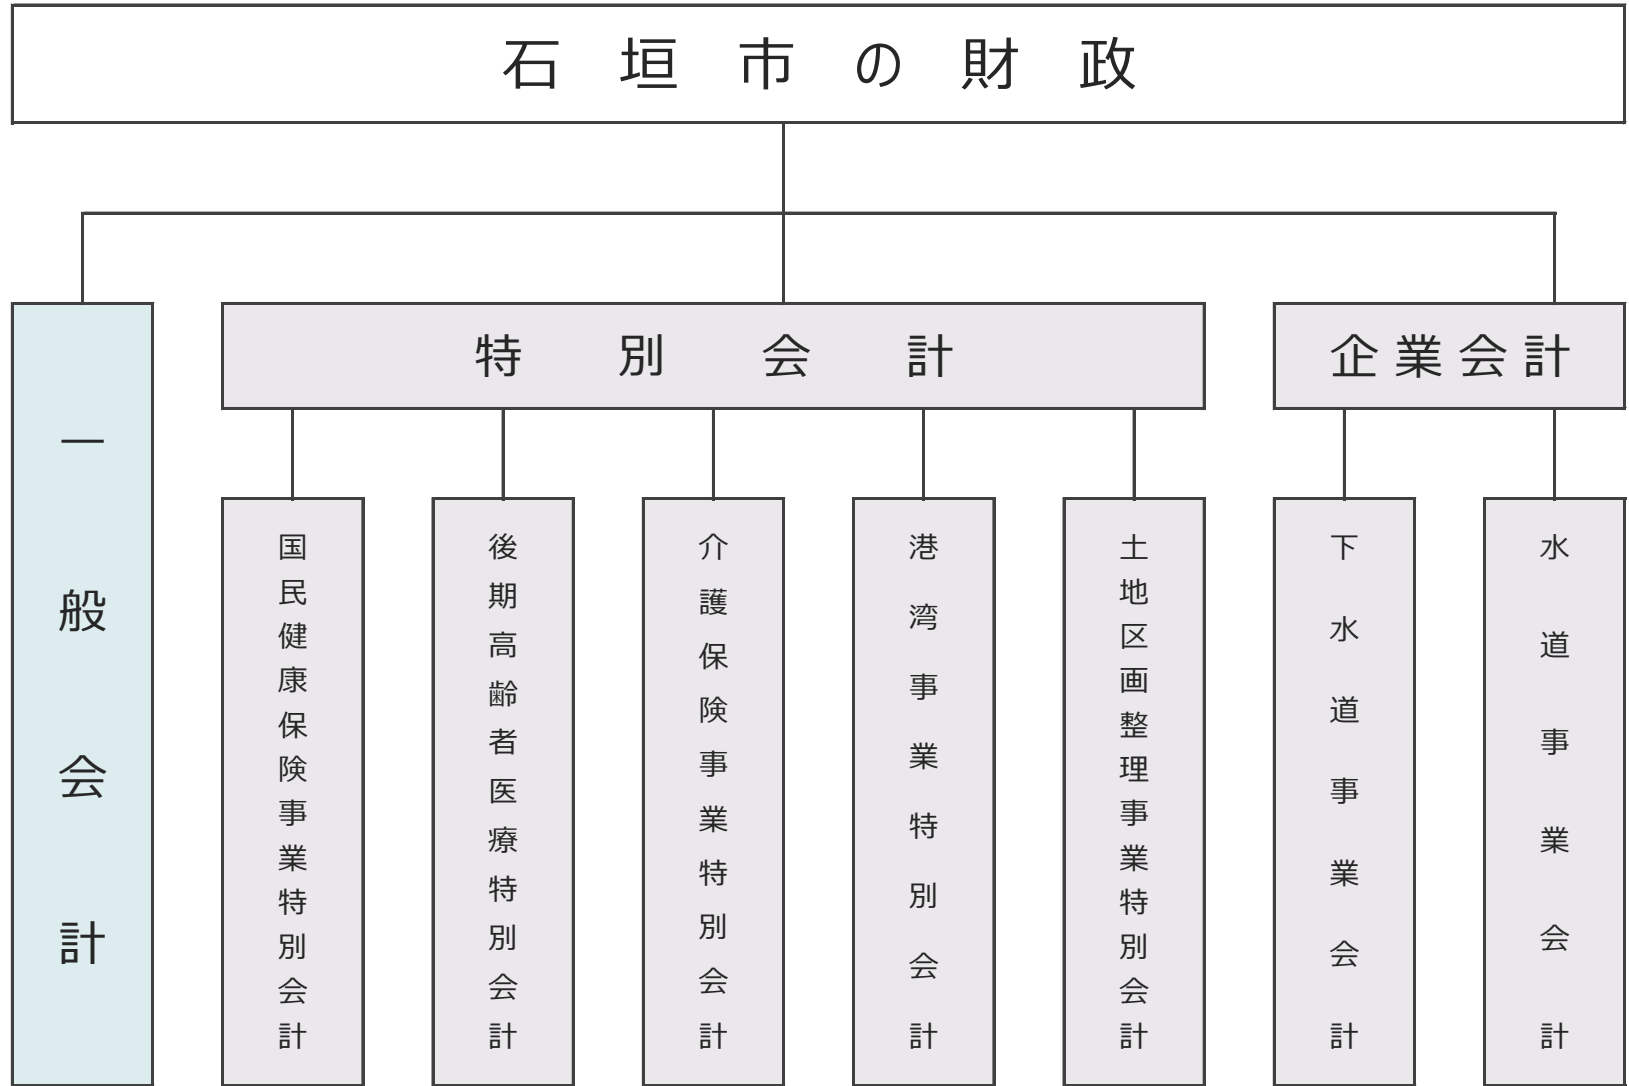 石垣市の財政
一般会計
特別会計
企業会計
国民健康保険事業特別会計
後期高齢者医療特別会計
介護保険事業特別会計
港湾事業特別会計
土地区画整理事業特別会計
下水道事業会計
水道事業会計